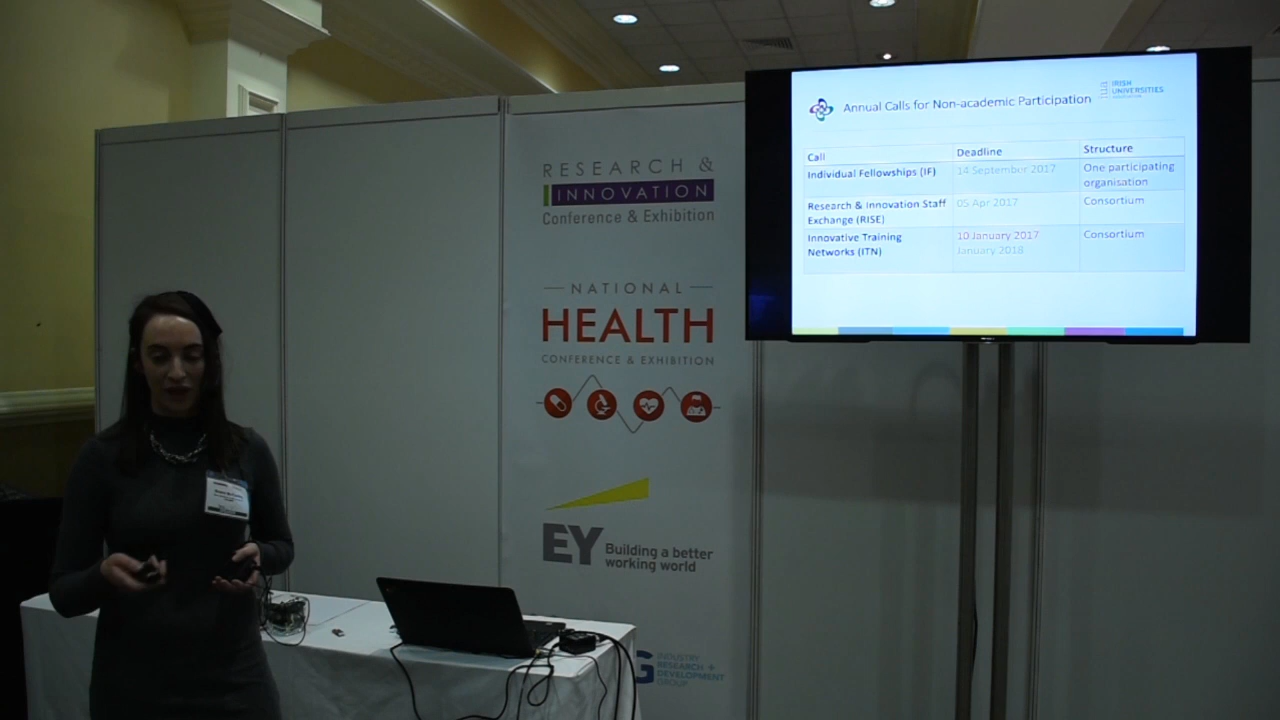 RESEARCH &
INNOVATION
Conference & Exhibition
NATIONAL
HEALTH
CONFERENCE & EXHIBITION
EY Building a better
working world
INDUSTRY
RESEARCH +
DEVELOPMENT
GROUP
Annual Calls for Non-academic Participation
iua IRISH
UNIVERSITIES
ASSOCIATION
Call Deadline Structure
Individual Fellowships (IF) 14 September 2017 One participating
organisation
Research & Innovation Staff 05 Apr 2017 Consortium
Exchange (RISE)
Innovative Training 10 January 2017 Consortium
Networks (ITN) January 2018